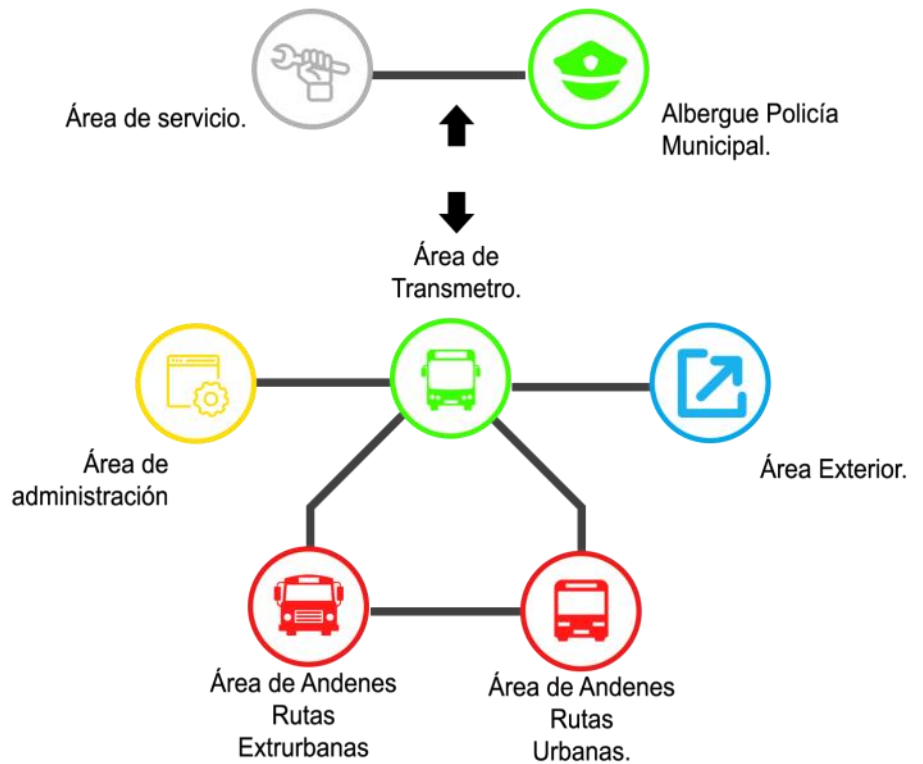 Área de servicio.
Albergue Policía
Municipal.
Área de
Transmetro.
Área de
administración
Área Exterior.
Área de Andenes
Rutas
Extrurbanas
Área de Andenes
Rutas
Urbanas.